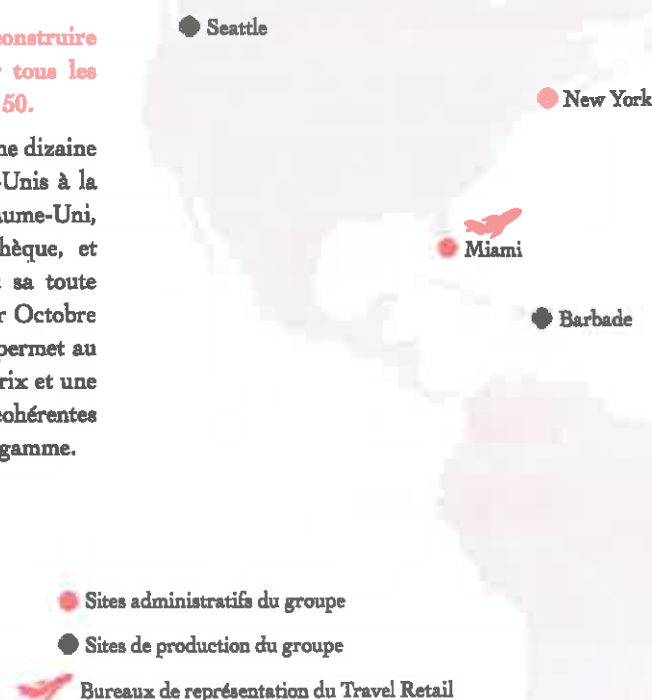 onstruire
tous les
50.
ne dizaine
-Unis à la
aume-Uni,
hèque, et
sa toute
r Octobre
permet au
rix et une
cohérentes
gamme.
Seattle
New York
Miami
Barbade
Sites administratifs du groupe
Sites de production du groupe
Bureaux de représentation du Travel Retail